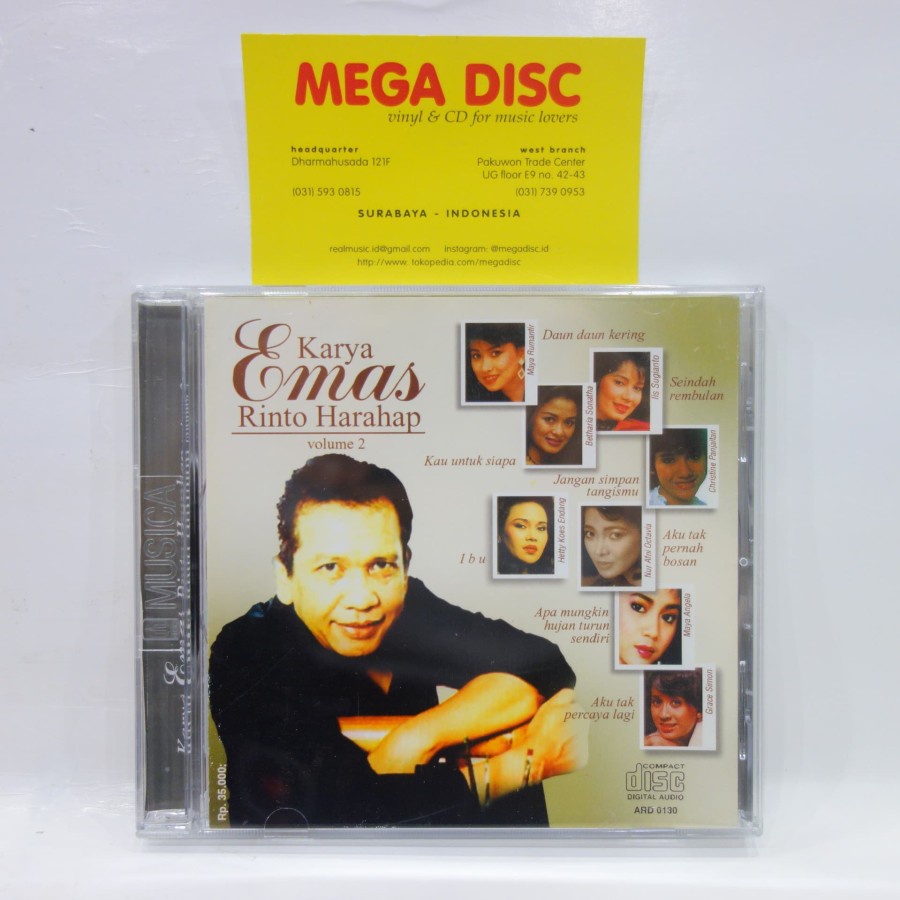 MEGA DISC
vinyl & CD for music lovers
headquarter
Dharmahusada 121F
(031) 593 0815
west branch
Pakuwon Trade Center
UG floor E9 no. 42-43
(031) 739 0953
SURABAYA - INDONESIA
realmusic.id@gmail.com instagram: @megadisc.id
http://www. tokopedia.com/megadisc
Karya
Emas
Rinto Harahap
volume 2
Maya Rumantir
Daun daun kering
Iis Sugianto
Seindah
rembulan
Betharia Sonatha
Kau untuk siapa
Christine Panjaitan
Jangan simpan
tangismu
Hetty Koes Endang
Ibu
Nur Afni Octavia
Aku tak
pernah
bosan
Maya Angela
Apa mungkin
hujan turun
sendiri
Grace Simon
Aku tak
percaya lagi
COMPACT
disc
DIGITAL AUDIO
ARD 0130
Rp. 35.000;
MUSICA
Karya Emas Rinto Harahap